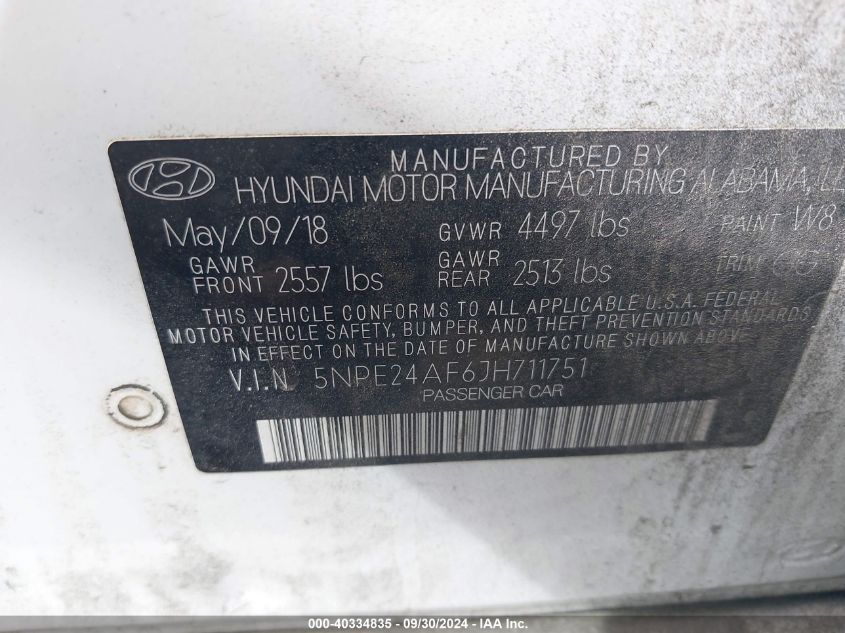 MANUFACTURED BY
HYUNDAI MOTOR MANUFACTURING ALABAMA, LL
May/09/18 GVWR 4497 lbs PAINT W8
GAWR FRONT 2557 lbs GAWR REAR 2513 lbs TRIM
THIS VEHICLE CONFORMS TO ALL APPLICABLE U.S.A. FEDERAL
MOTOR VEHICLE SAFETY, BUMPER, AND THEFT PREVENTION STANDARDS
IN EFFECT ON THE DATE OF MANUFACTURE SHOWN ABOVE.
V.I.N 5NPE24AF6JH711751
PASSENGER CAR
000-40334835 - 09/30/2024 - © IAA, Inc.